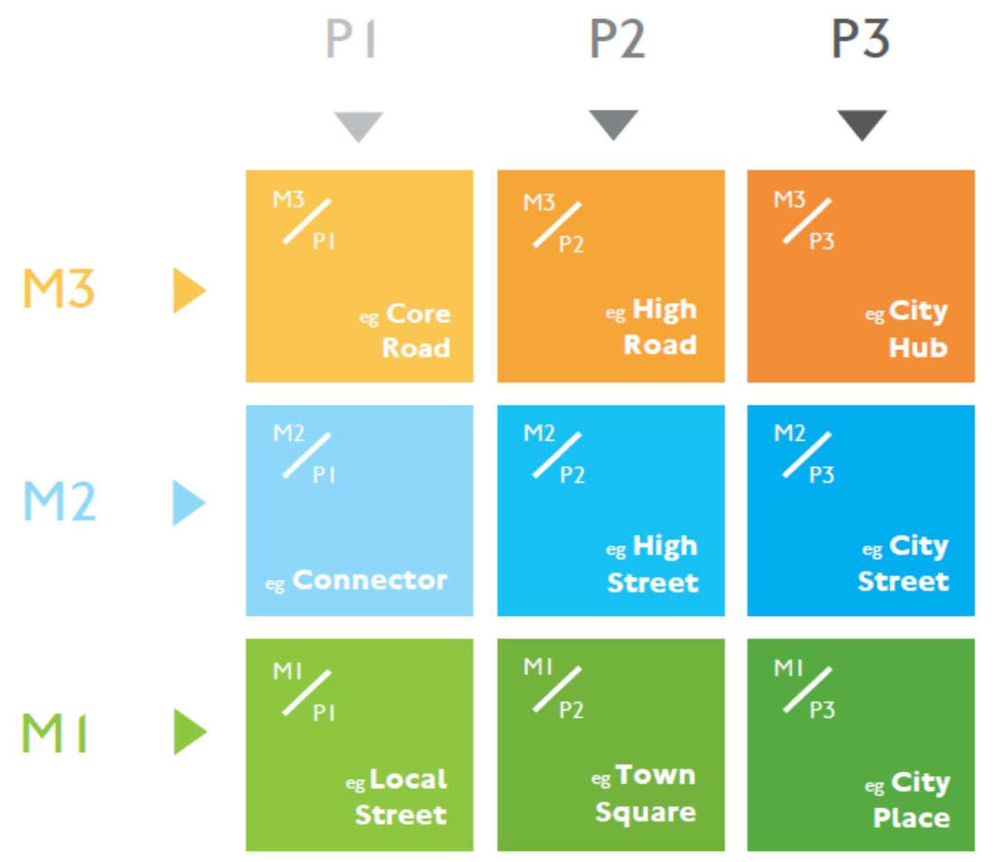 P1
P2
P3
M3
M3
P1
eg Core
Road
M3
P2
eg High
Road
M3
P3
eg City
Hub
M2
M2
P1
eg Connector
M2
P2
eg High
Street
M2
P3
eg City
Street
M1
M1
P1
eg Local
Street
M1
P2
eg Town
Square
M1
P3
eg City
Place